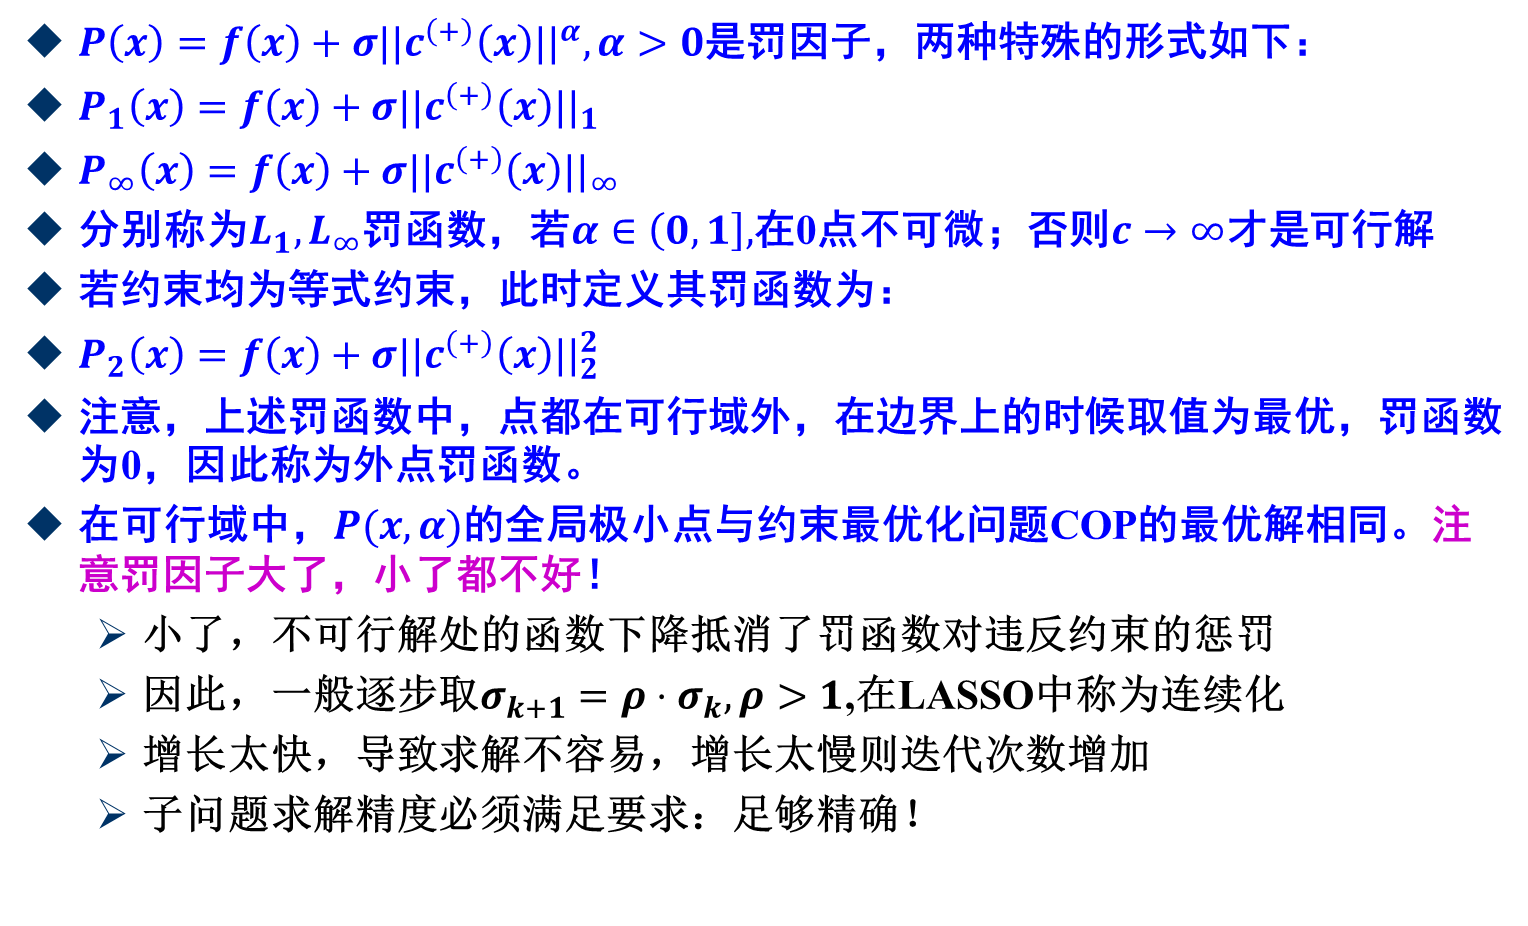 ◆ P(x) = f(x) + σ||c⁽⁺⁾(x)||^α, α > 0是罚因子，两种特殊的形式如下：
◆ P₁(x) = f(x) + σ||c⁽⁺⁾(x)||₁
◆ P_∞(x) = f(x) + σ||c⁽⁺⁾(x)||_∞
◆ 分别称为L₁, L_∞罚函数，若α ∈ (0, 1],在0点不可微；否则c → ∞才是可行解
◆ 若约束均为等式约束，此时定义其罚函数为：
◆ P₂(x) = f(x) + σ||c⁽⁺⁾(x)||₂²
◆ 注意，上述罚函数中，点都在可行域外，在边界上的时候取值为最优，罚函数
为0，因此称为外点罚函数。
◆ 在可行域中，P(x, α)的全局极小点与约束最优化问题COP的最优解相同。注
意罚因子大了，小了都不好！
➢ 小了，不可行解处的函数下降抵消了罚函数对违反约束的惩罚
➢ 因此，一般逐步取σₖ₊₁ = ρ · σₖ, ρ > 1,在LASSO中称为连续化
➢ 增长太快，导致求解不容易，增长太慢则迭代次数增加
➢ 子问题求解精度必须满足要求：足够精确！